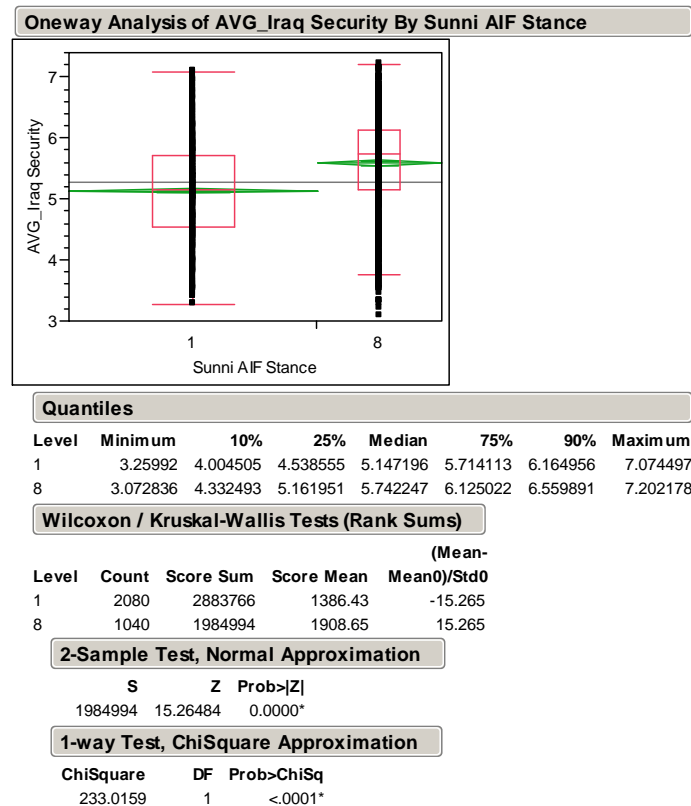 Oneway Analysis of AVG_Iraq Security By Sunni AIF Stance
AVG_Iraq Security
7
6
5
4
3
1 8
Sunni AIF Stance
Quantiles
Level Minimum 10% 25% Median 75% 90% Maximum
1 3.25992 4.004505 4.538555 5.147196 5.714113 6.164956 7.074497
8 3.072836 4.332493 5.161951 5.742247 6.125022 6.559891 7.202178
Wilcoxon / Kruskal-Wallis Tests (Rank Sums)
(Mean-
Level Count Score Sum Score Mean Mean0)/Std0
1 2080 2883766 1386.43 -15.265
8 1040 1984994 1908.65 15.265
2-Sample Test, Normal Approximation
S Z Prob>|Z|
1984994 15.26484 0.0000*
1-way Test, ChiSquare Approximation
ChiSquare DF Prob>ChiSq
233.0159 1 <.0001*